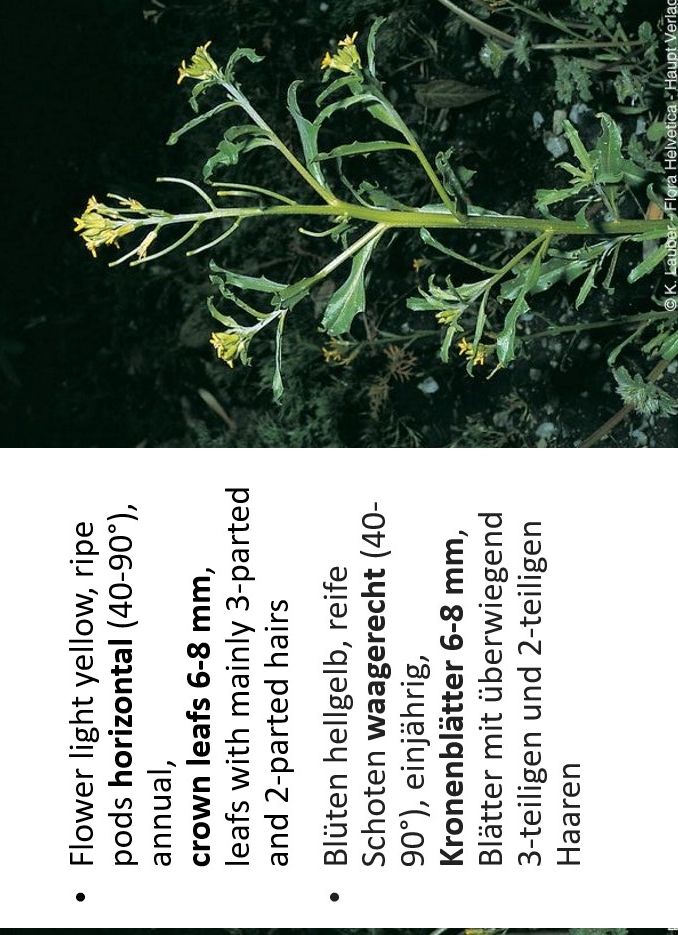 • Flower light yellow, ripe
pods horizontal (40-90°),
annual,
crown leafs 6-8 mm,
leafs with mainly 3-parted
and 2-parted hairs
• Blüten hellgelb, reife
Schoten waagerecht (40-
90°), einjährig,
Kronenblätter 6-8 mm,
Blätter mit überwiegend
3-teiligen und 2-teiligen
Haaren
© K. Lauber - Flora Helvetica - Haupt Verlag